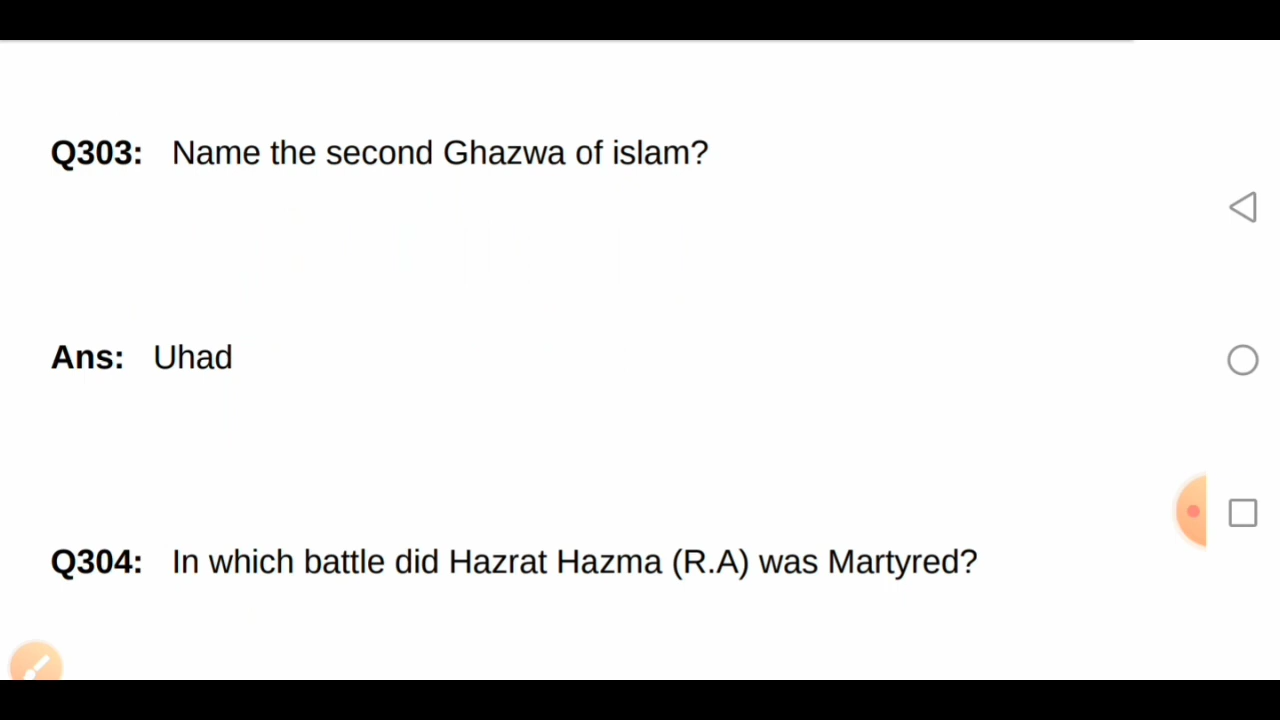 Q303: Name the second Ghazwa of islam?
Ans: Uhad
Q304: In which battle did Hazrat Hazma (R.A) was Martyred?